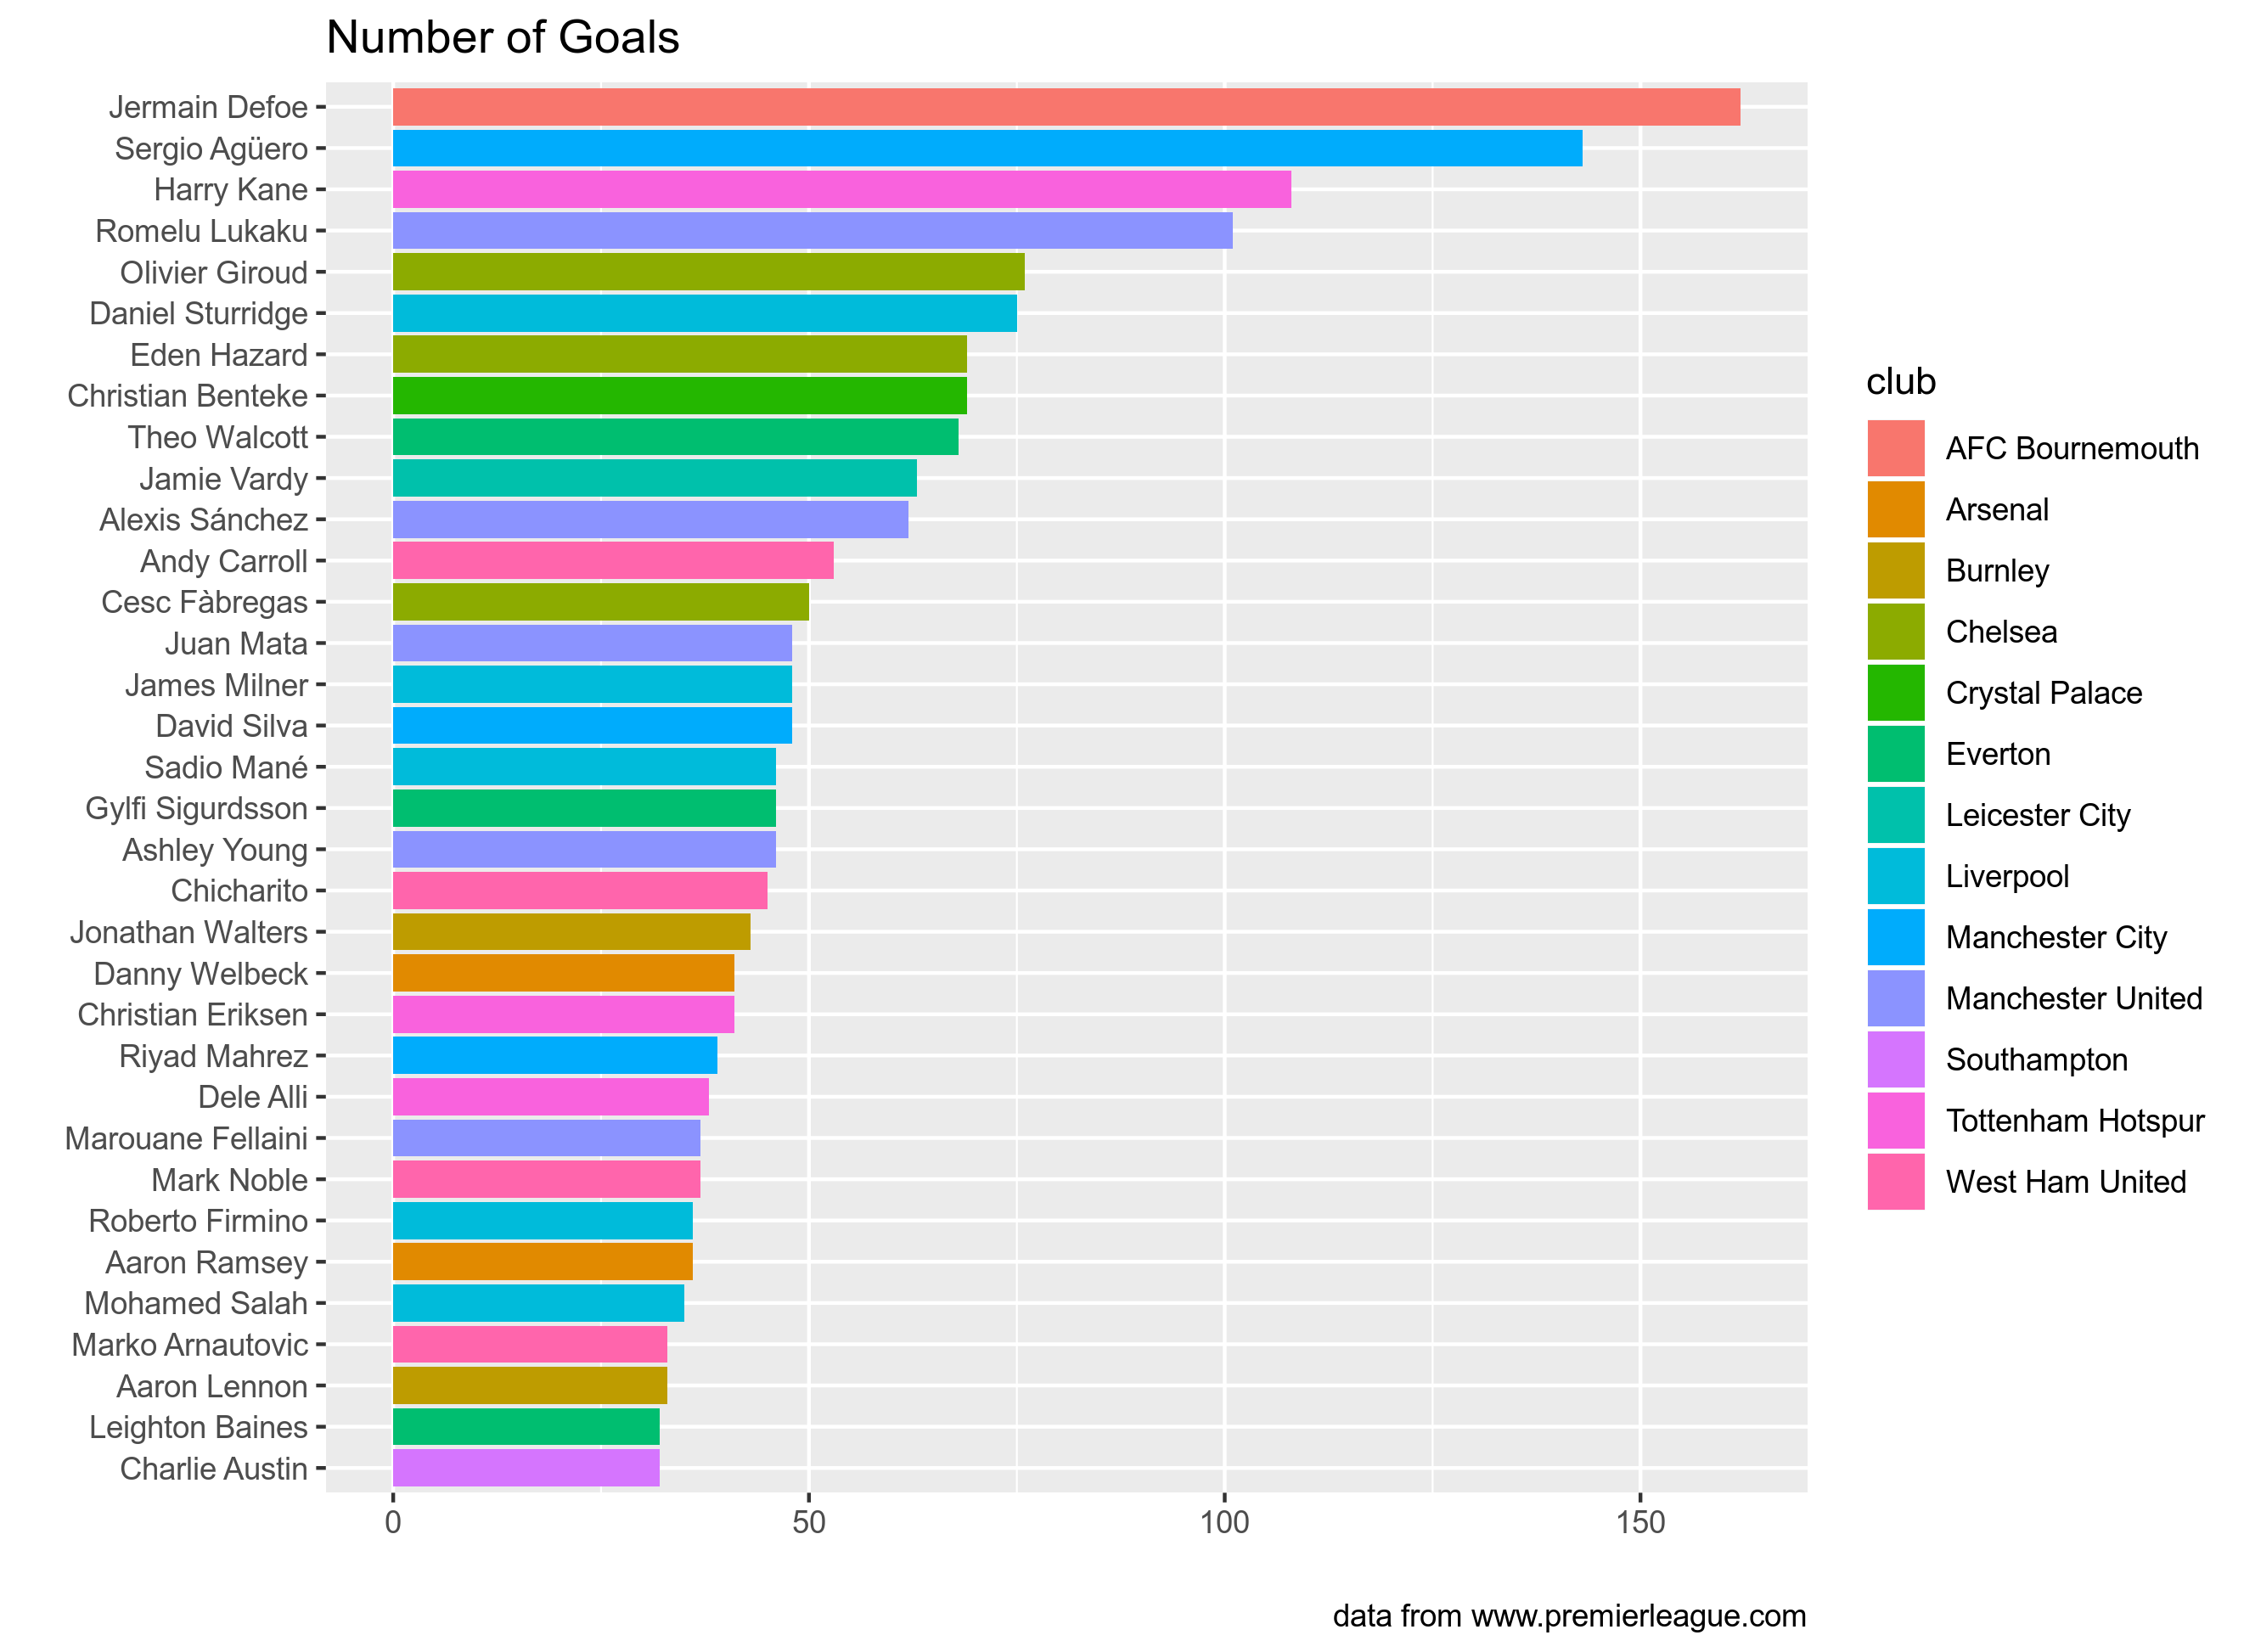 Number of Goals
Jermain Defoe
Sergio Agüero
Harry Kane
Romelu Lukaku
Olivier Giroud
Daniel Sturridge
Eden Hazard
Christian Benteke
Theo Walcott
Jamie Vardy
Alexis Sánchez
Andy Carroll
Cesc Fàbregas
Juan Mata
James Milner
David Silva
Sadio Mané
Gylfi Sigurdsson
Ashley Young
Chicharito
Jonathan Walters
Danny Welbeck
Christian Eriksen
Riyad Mahrez
Dele Alli
Marouane Fellaini
Mark Noble
Roberto Firmino
Aaron Ramsey
Mohamed Salah
Marko Arnautovic
Aaron Lennon
Leighton Baines
Charlie Austin
0 50 100 150
club
AFC Bournemouth
Arsenal
Burnley
Chelsea
Crystal Palace
Everton
Leicester City
Liverpool
Manchester City
Manchester United
Southampton
Tottenham Hotspur
West Ham United
data from www.premierleague.com